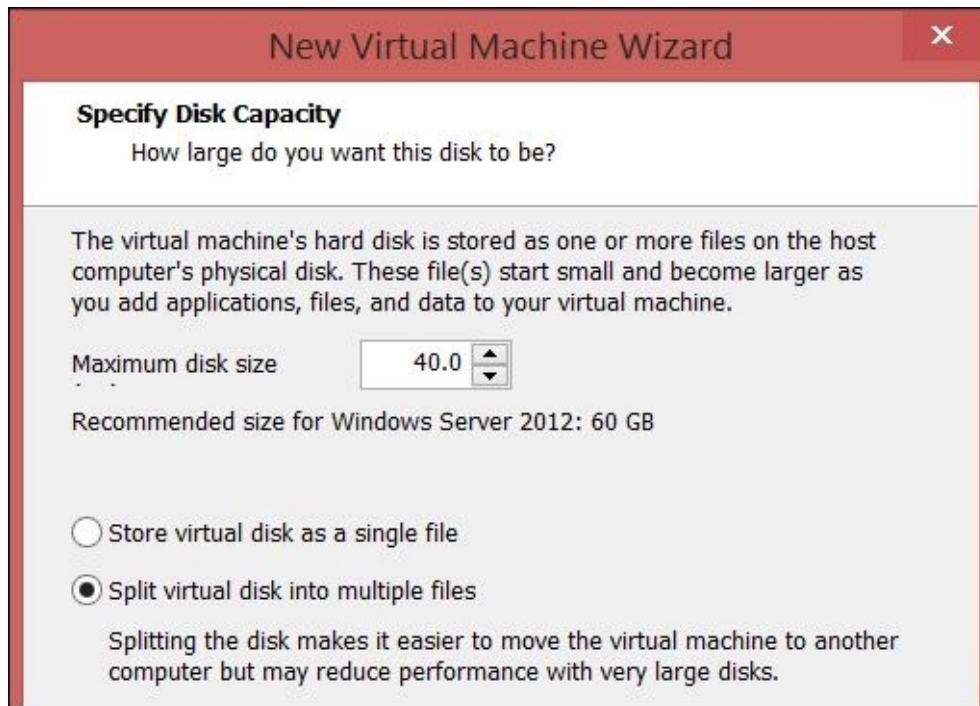 New Virtual Machine Wizard
Specify Disk Capacity
How large do you want this disk to be?
The virtual machine's hard disk is stored as one or more files on the host
computer's physical disk. These file(s) start small and become larger as
you add applications, files, and data to your virtual machine.
Maximum disk size 40.0
Recommended size for Windows Server 2012: 60 GB
Store virtual disk as a single file
Split virtual disk into multiple files
Splitting the disk makes it easier to move the virtual machine to another
computer but may reduce performance with very large disks.